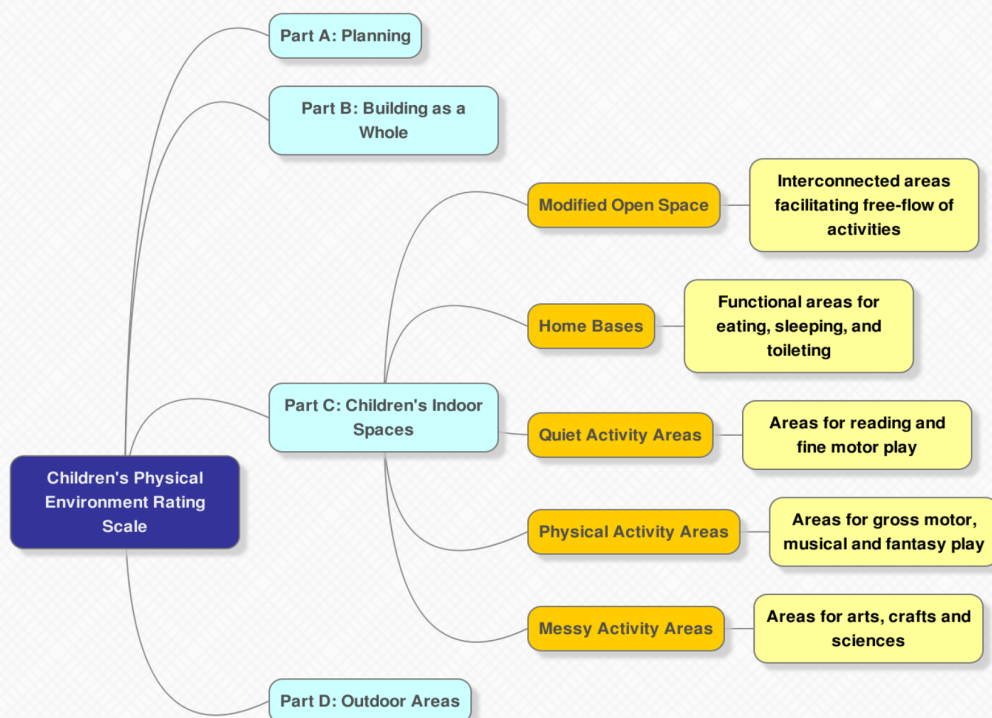 Part A: Planning
Part B: Building as a
Whole
Interconnected areas
facilitating free-flow of
activities
Modified Open Space
Functional areas for
eating, sleeping, and
toileting
Home Bases
Part C: Children's Indoor
Spaces
Areas for reading and
fine motor play
Quiet Activity Areas
Children's Physical
Environment Rating
Scale
Areas for gross motor,
musical and fantasy play
Physical Activity Areas
Areas for arts, crafts and
sciences
Messy Activity Areas
Part D: Outdoor Areas